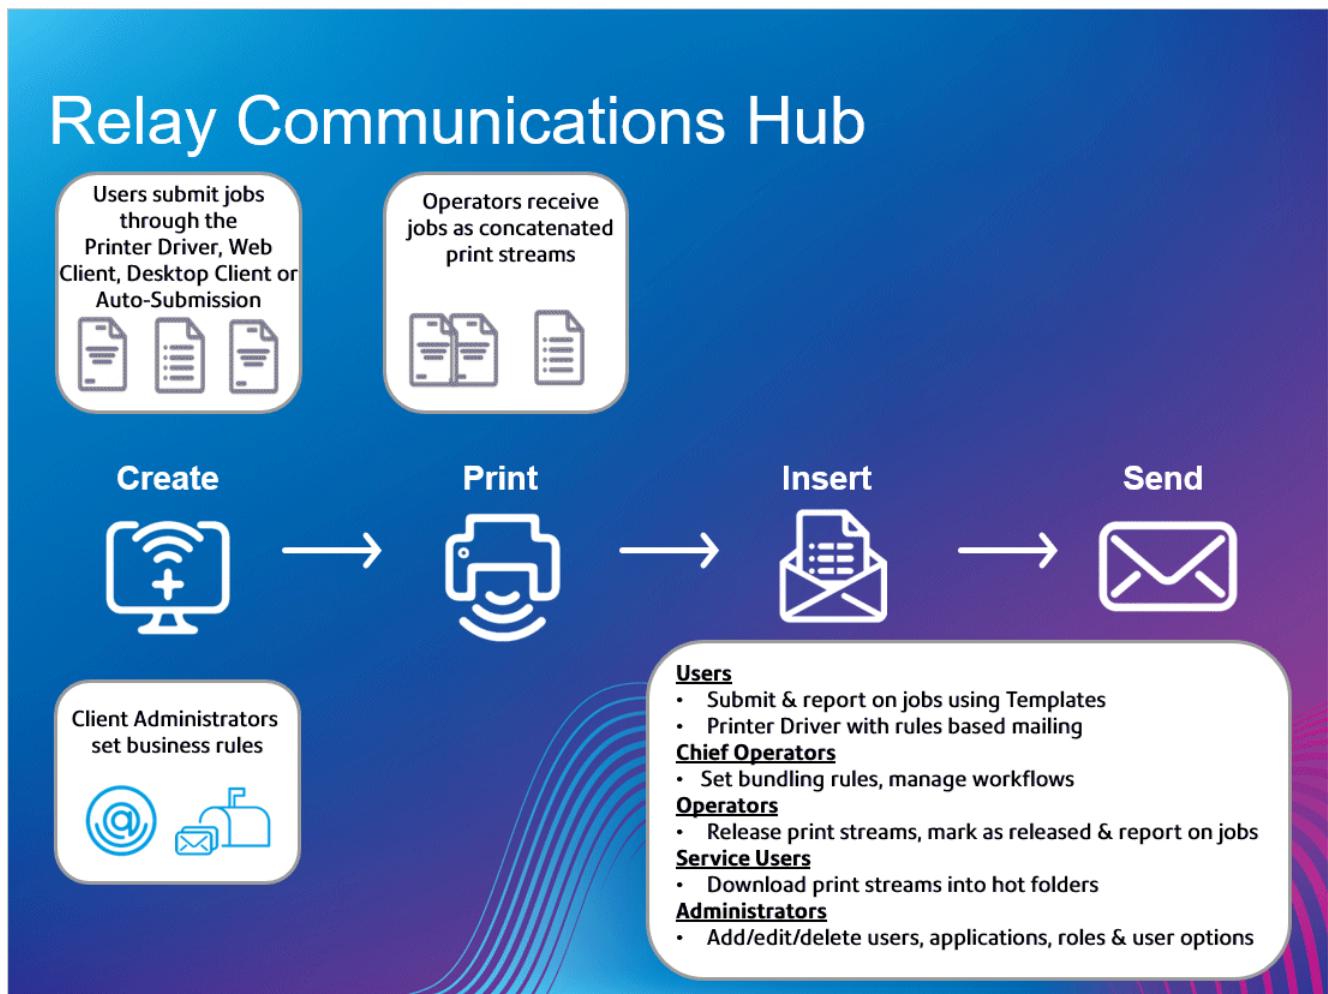 Relay Communications Hub
Users submit jobs
through the
Printer Driver, Web
Client, Desktop Client or
Auto-Submission
Operators receive
jobs as concatenated
print streams
Create
Print
Insert
Send
Client Administrators
set business rules
@
Users
• Submit & report on jobs using Templates
• Printer Driver with rules based mailing
Chief Operators
• Set bundling rules, manage workflows
Operators
• Release print streams, mark as released & report on jobs
Service Users
• Download print streams into hot folders
Administrators
• Add/edit/delete users, applications, roles & user options